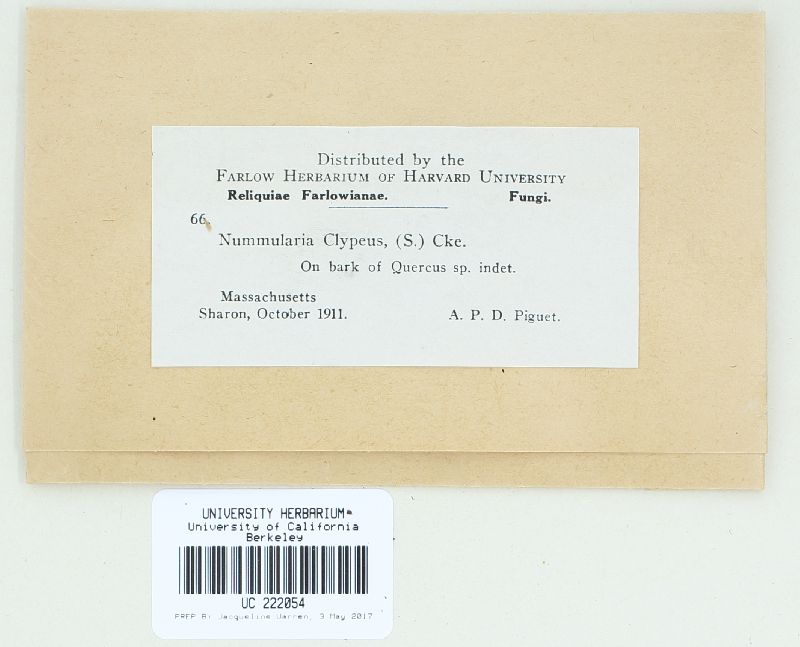 Distributed by the
FARLOW HERBARIUM OF HARVARD UNIVERSITY
Reliquiae Farlowianae. Fungi.
66.
Nummularia Clypeus, (S.) Cke.
On bark of Quercus sp. indet.
Massachusetts
Sharon, October 1911. A. P. D. Piguet.
UNIVERSITY HERBARIUM
University of California
Berkeley
UC 222054
PREP BY Jacqueline Warren, 3 May 2017